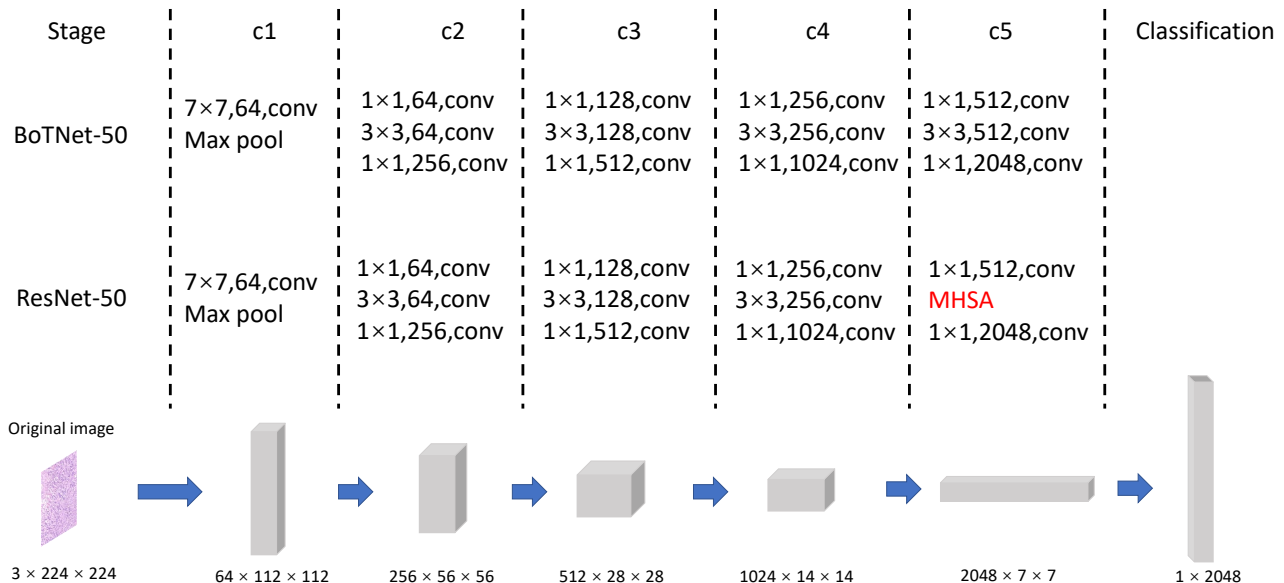 Stage c1 c2 c3 c4 c5 Classification
BoTNet-50
7×7,64,conv
Max pool
1×1,64,conv
3×3,64,conv
1×1,256,conv
1×1,128,conv
3×3,128,conv
1×1,512,conv
1×1,256,conv
3×3,256,conv
1×1,1024,conv
1×1,512,conv
3×3,512,conv
1×1,2048,conv
ResNet-50
7×7,64,conv
Max pool
1×1,64,conv
3×3,64,conv
1×1,256,conv
1×1,128,conv
3×3,128,conv
1×1,512,conv
1×1,256,conv
3×3,256,conv
1×1,1024,conv
1×1,512,conv
MHSA
1×1,2048,conv
Original image
3 × 224 × 224 64 × 112 × 112 256 × 56 × 56 512 × 28 × 28 1024 × 14 × 14 2048 × 7 × 7 1 × 2048